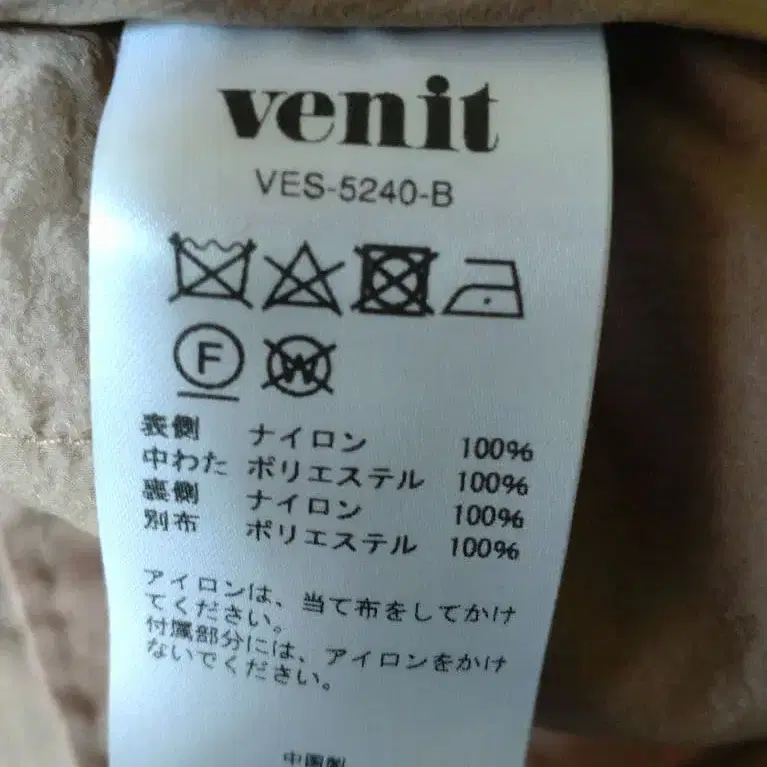 venit
VES-5240-B
F W
表側 ナイロン 100%
中わた ポリエステル 100%
裏側 ナイロン 100%
別布 ポリエステル 100%
アイロンは、当て布をしてかけ
てください。
付属部分には、アイロンをかけ
ないでください。
中国製